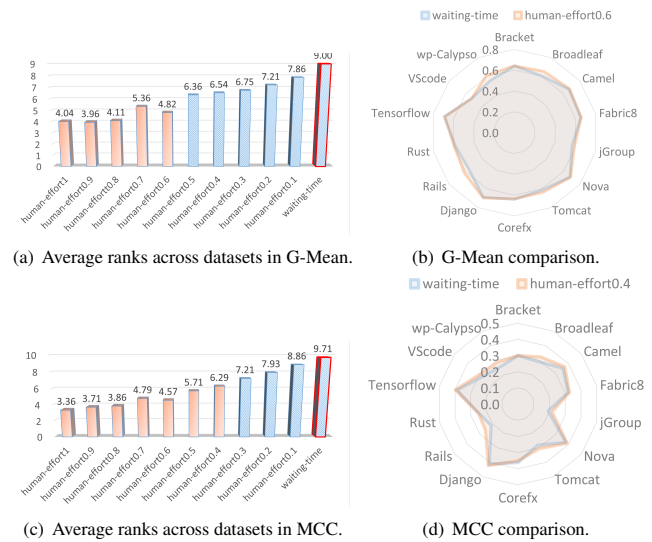 9.00
9
8
7
6
5
4
3
2
1
0
4.04 3.96 4.11 5.36 4.82 6.36 6.54 6.75 7.21 7.86
human-effort1
human-effort0.9
human-effort0.8
human-effort0.7
human-effort0.6
human-effort0.5
human-effort0.4
human-effort0.3
human-effort0.2
human-effort0.1
waiting-time
(a) Average ranks across datasets in G-Mean.
waiting-time human-effort0.6
Bracket
Broadleaf
Camel
Fabric8
jGroup
Nova
Tomcat
Corefx
Django
Rails
Rust
Tensorflow
VScode
wp-Calypso
0.8
0.6
0.4
0.2
0.0
(b) G-Mean comparison.
10
8
6
4
2
0
3.36 3.71 3.86 4.79 4.57 5.71 6.29 7.21 7.93 8.86 9.71
human-effort1
human-effort0.9
human-effort0.8
human-effort0.7
human-effort0.6
human-effort0.5
human-effort0.4
human-effort0.3
human-effort0.2
human-effort0.1
waiting-time
(c) Average ranks across datasets in MCC.
waiting-time human-effort0.4
Bracket
Broadleaf
Camel
Fabric8
jGroup
Nova
Tomcat
Corefx
Django
Rails
Rust
Tensorflow
VScode
wp-Calypso
0.5
0.4
0.3
0.2
0.1
0.0
(d) MCC comparison.